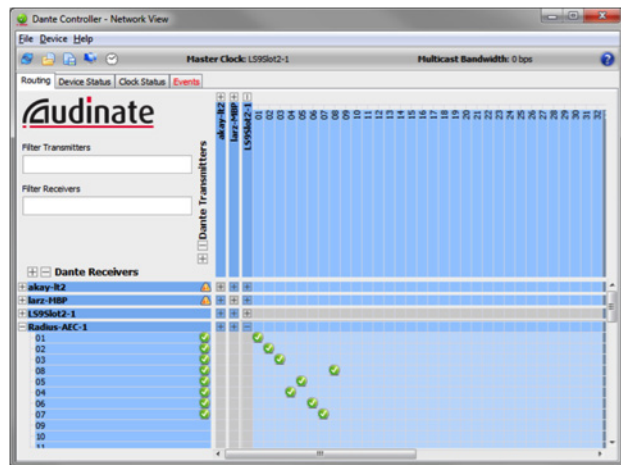 Dante Controller - Network View
File Device Help
Master Clock: LS9Slot2-1
Multicast Bandwidth: 0 bps
?
Routing Device Status Clock Status Events
Audinate
Filter Transmitters
Filter Receivers
Dante Transmitters
akay-lt2
larz-MBP
LS9Slot2-1
01 02 03 04 05 06 07 08 09 10 11 12 13 14 15 16 17 18 19 20 21 22 23 24 25 26 27 28 29 30 31 32
Dante Receivers
akay-lt2
larz-MBP
LS9Slot2-1
Radius-AEC-1
01
02
03
08
05
04
06
07
09
10
11